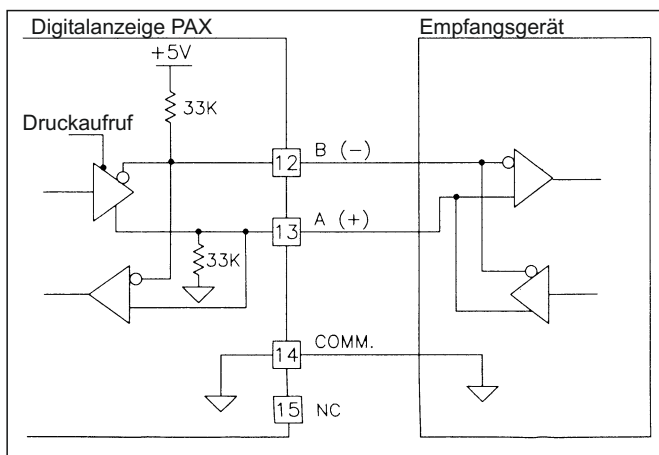 Digitalanzeige PAX
Empfangsgerät
+5V
33K
Druckaufruf
12
B (-)
13
A (+)
33K
14
COMM.
15
NC